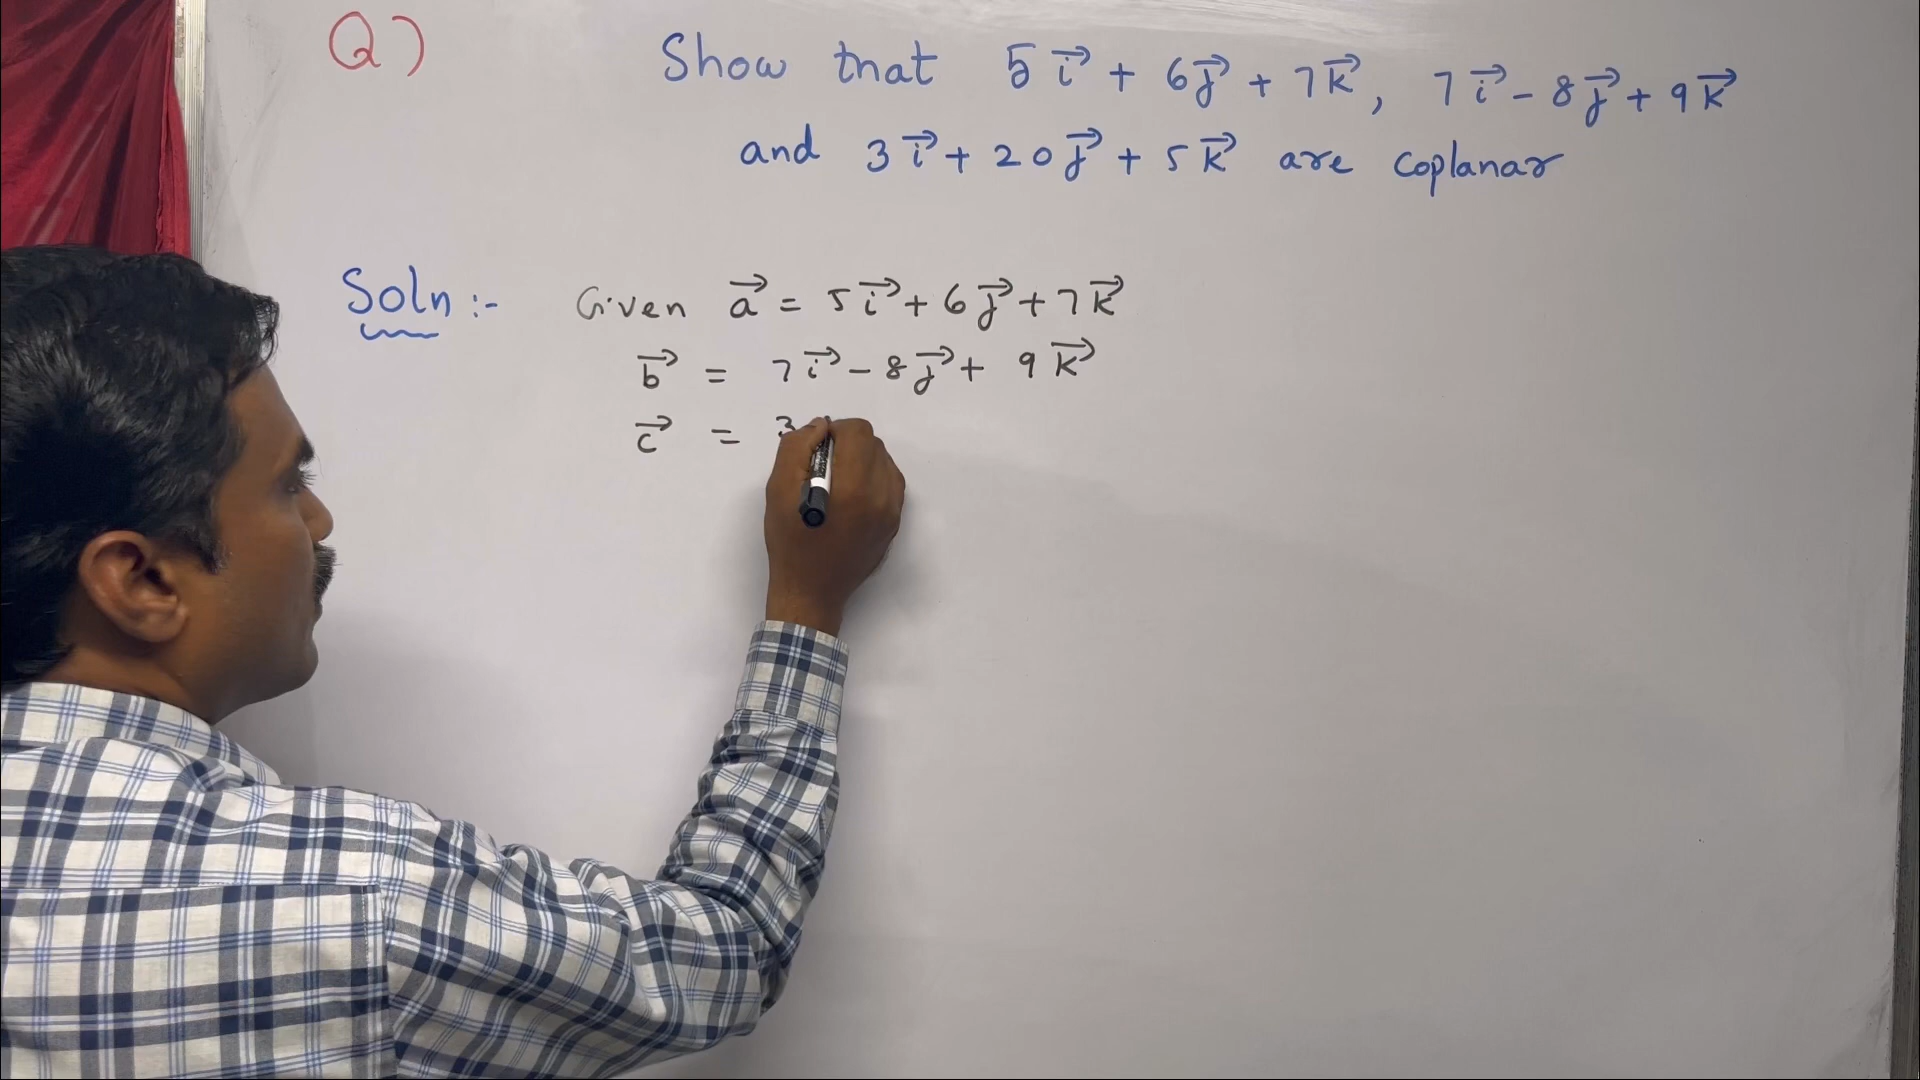 Q)
Show that 5i⃗ + 6j⃗ + 7k⃗, 7i⃗ - 8j⃗ + 9k⃗
and 3i⃗ + 20j⃗ + 5k⃗ are coplanar
Soln :- Given a⃗ = 5i⃗ + 6j⃗ + 7k⃗
b⃗ = 7i⃗ - 8j⃗ + 9k⃗
c⃗ = 3